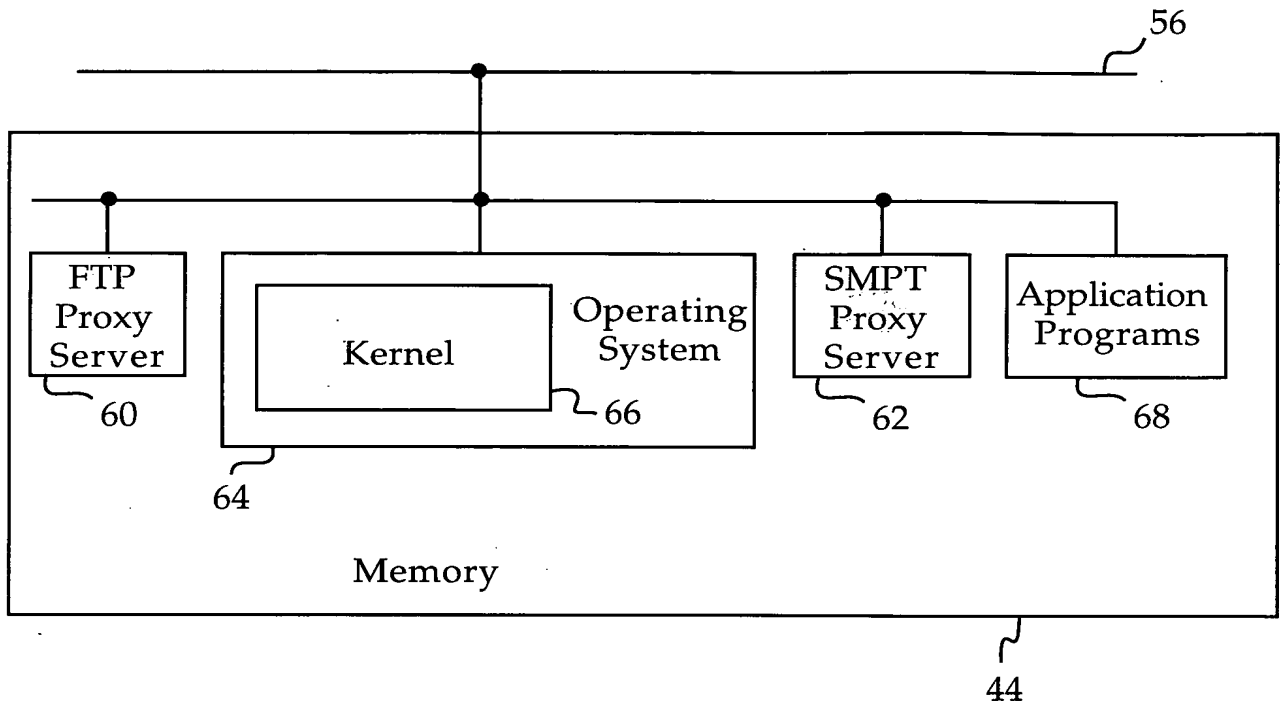 56
FTP
Proxy
Server
60
Kernel
66
Operating
System
64
SMPT
Proxy
Server
62
Application
Programs
68
Memory
44